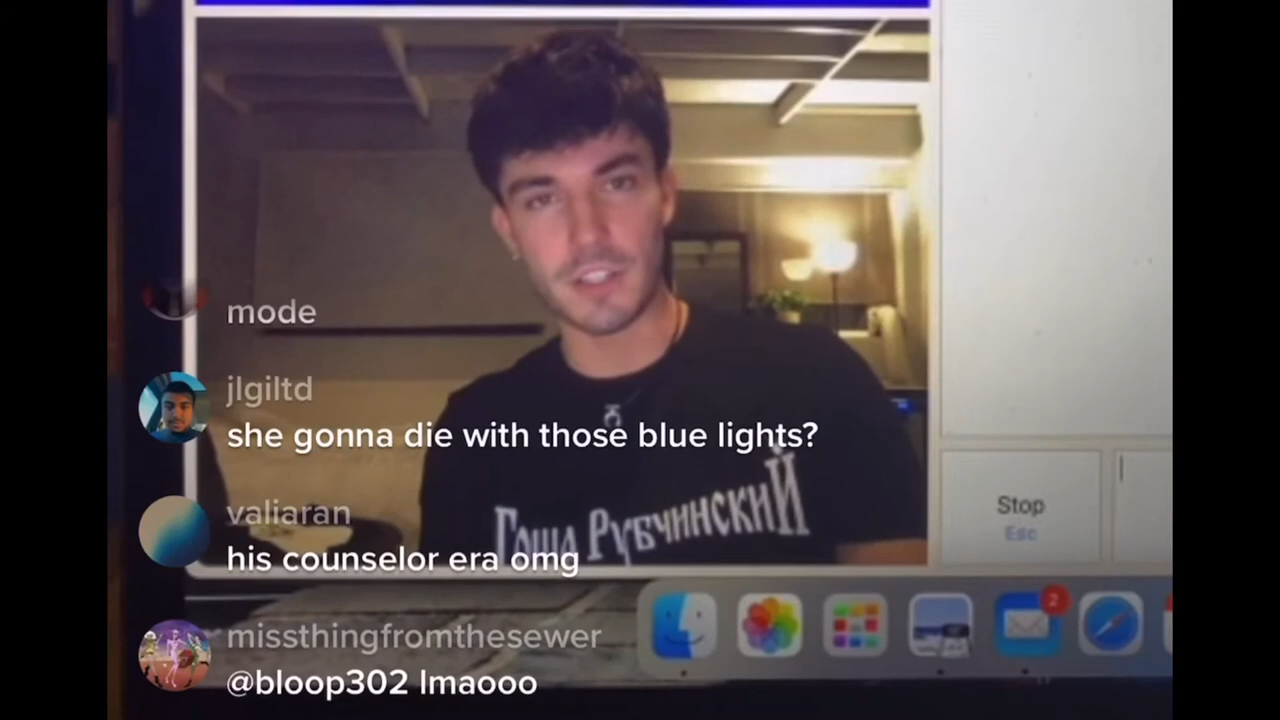 mode
jlgiltd
she gonna die with those blue lights?
valiaran
his counselor era omg
missthingfromthesewer
@bloop302 lmaooo
Гоша Рубчинский
Stop
Esc
2